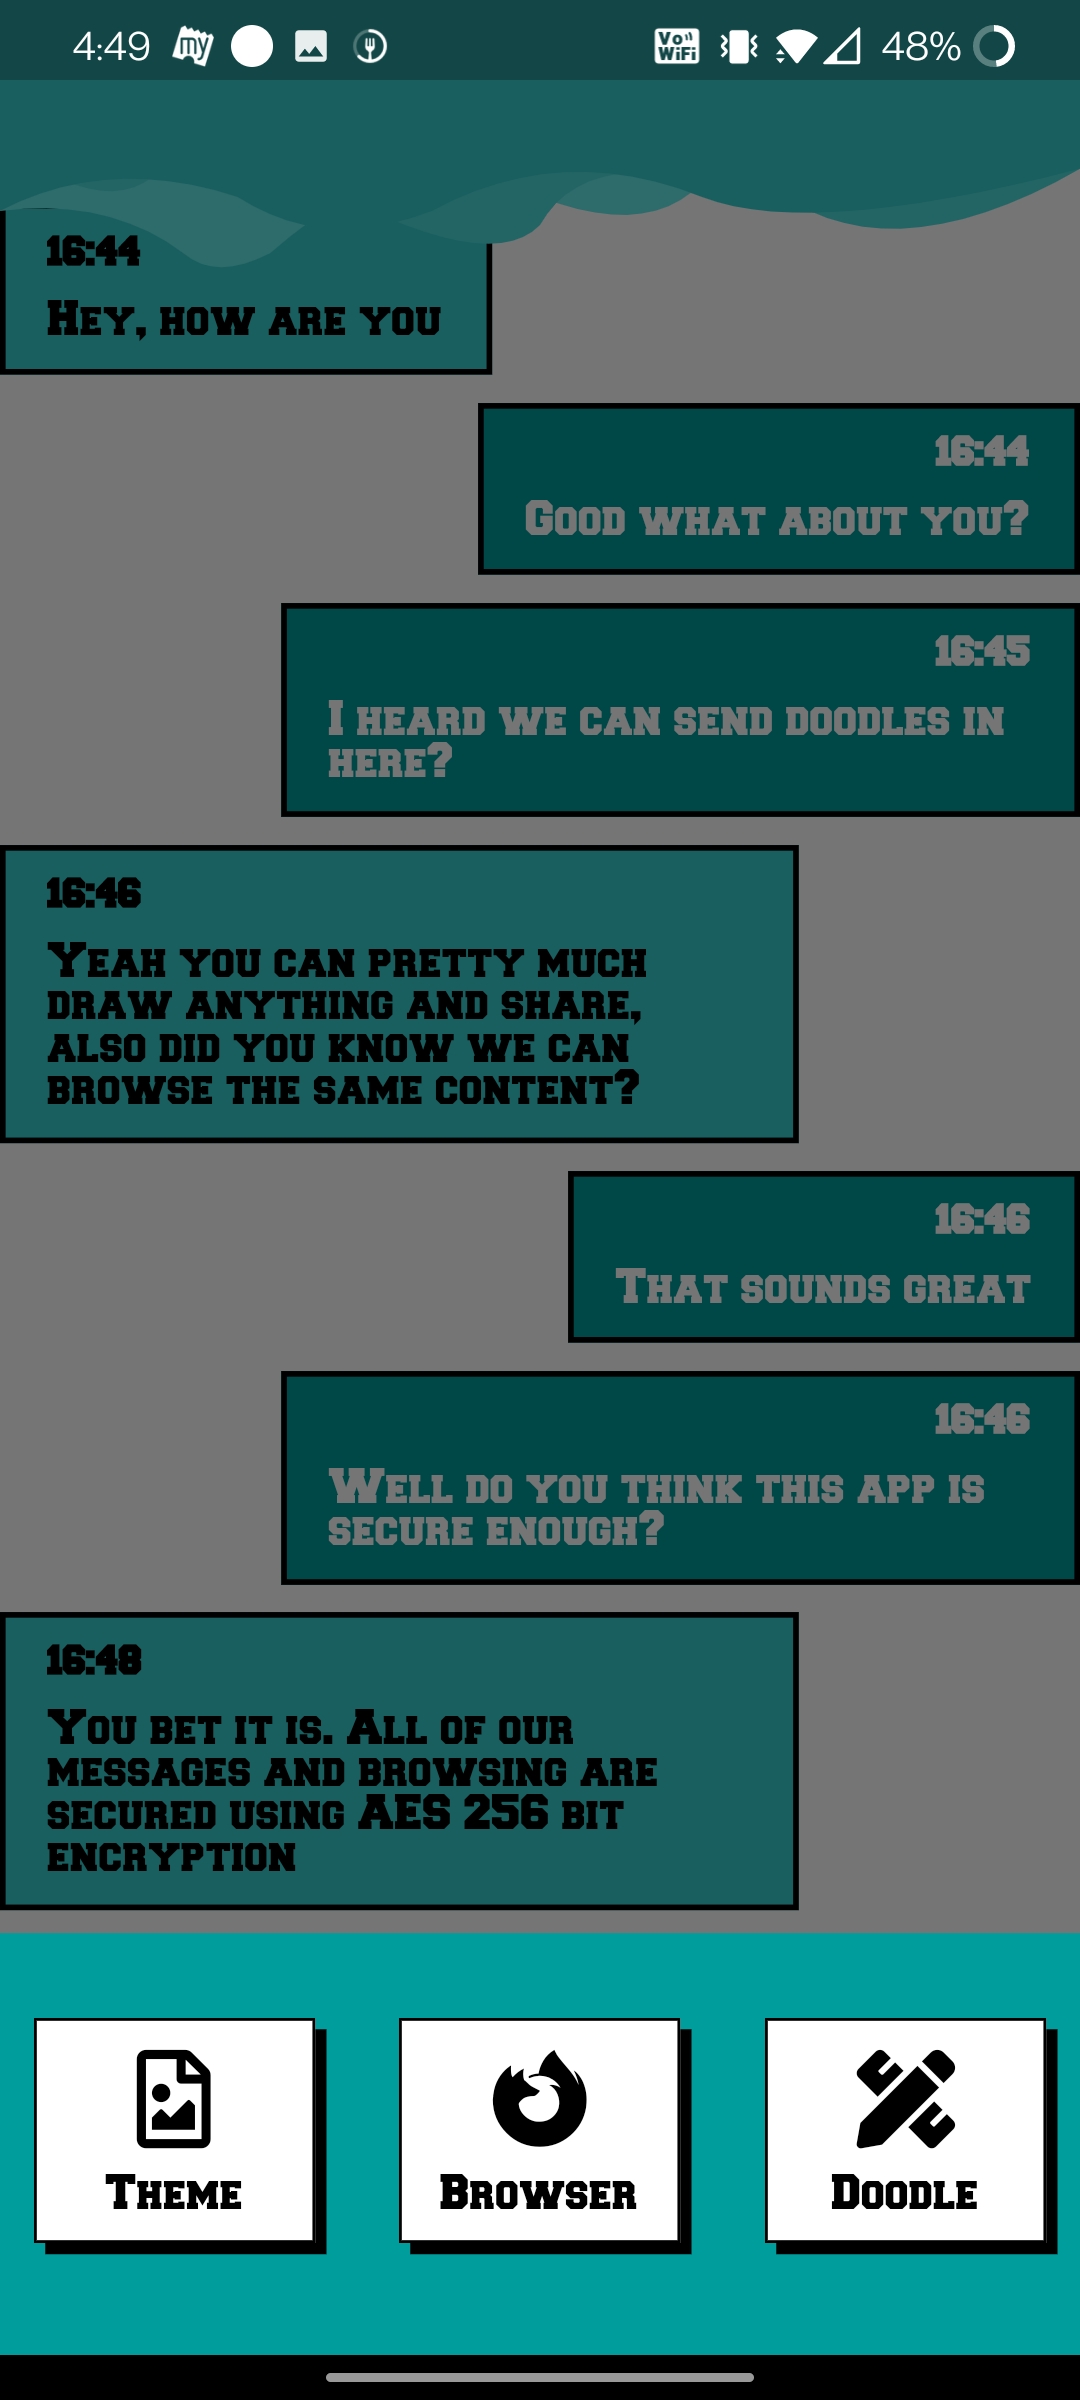 4:49 my Vo WiFi 48%
16:44
Hey, how are you
16:44
Good what about you?
16:45
I heard we can send doodles in
here?
16:46
Yeah you can pretty much
draw anything and share,
also did you know we can
browse the same content?
16:46
That sounds great
16:46
Well do you think this app is
secure enough?
16:48
You bet it is. All of our
messages and browsing are
secured using AES 256 bit
encryption
Theme Browser Doodle